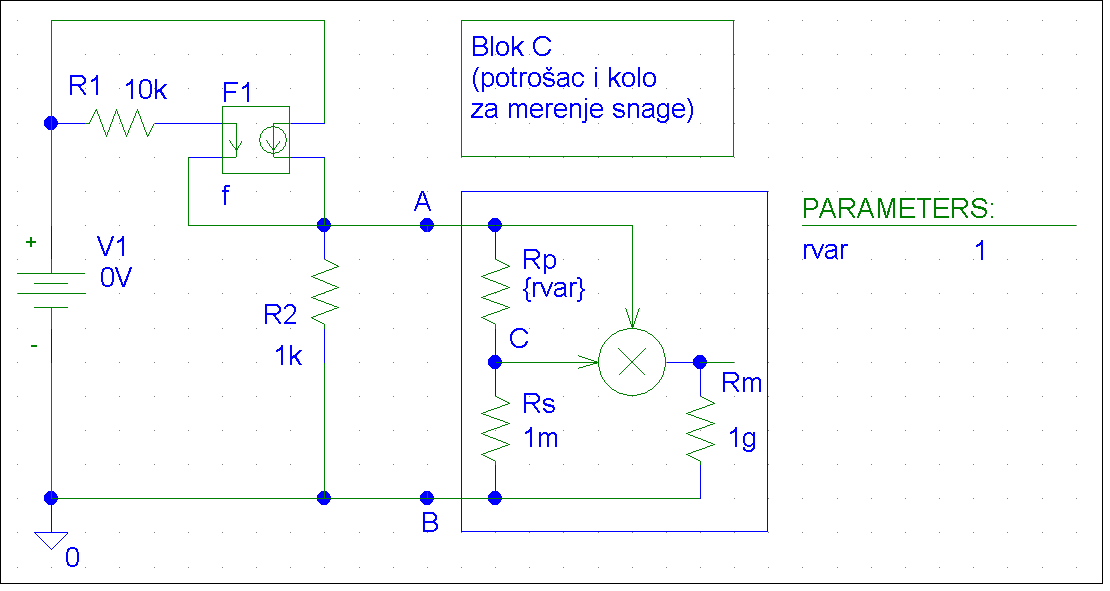 R1
10k
F1
f
+
V1
0V
-
R2
1k
0
A
B
Blok C
(potrošac i kolo
za merenje snage)
Rp
{rvar}
C
Rs
1m
Rm
1g
PARAMETERS:
rvar 1